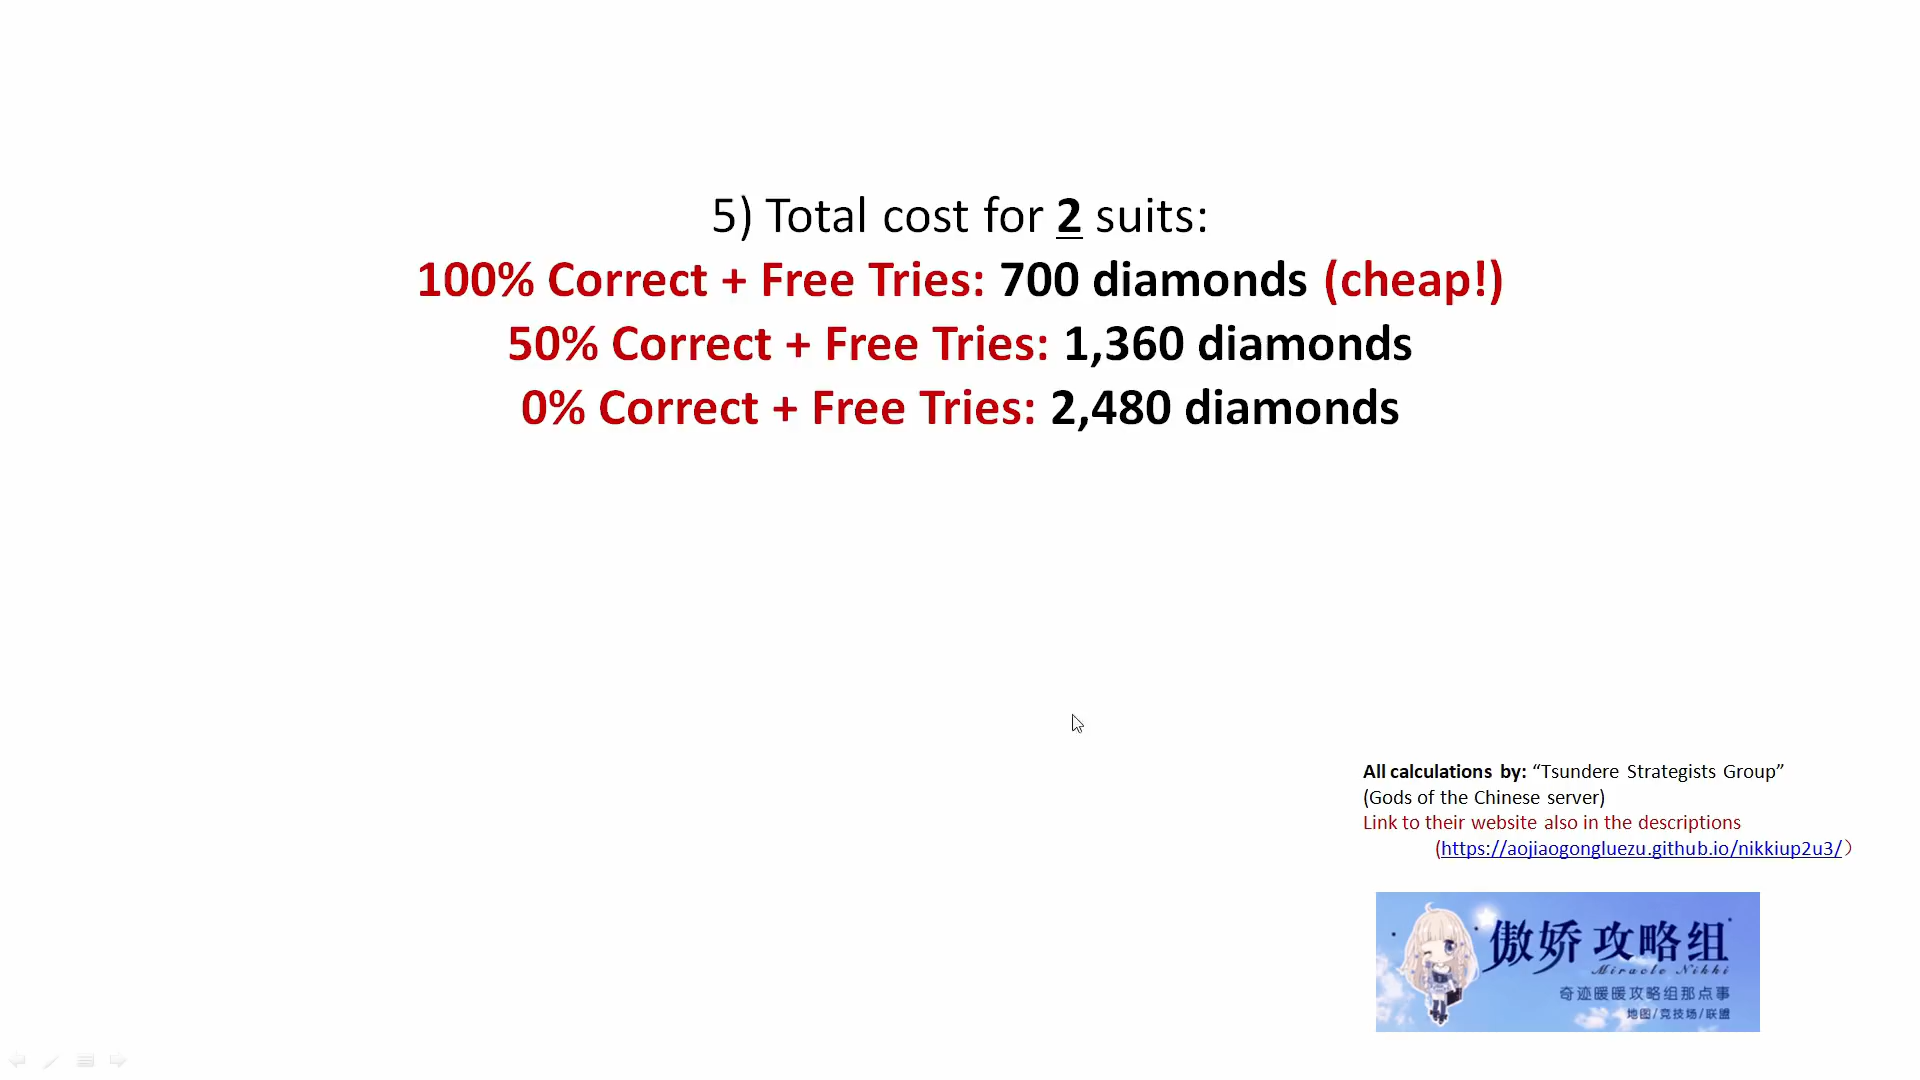 5) Total cost for 2 suits:
100% Correct + Free Tries: 700 diamonds (cheap!)
50% Correct + Free Tries: 1,360 diamonds
0% Correct + Free Tries: 2,480 diamonds
All calculations by: “Tsundere Strategists Group”
(Gods of the Chinese server)
Link to their website also in the descriptions
(https://aojiaogongluezu.github.io/nikkiup2u3/）
傲娇 攻略组
Miracle Nikki
奇迹暖暖攻略组那点事
地图/竞技场/联盟